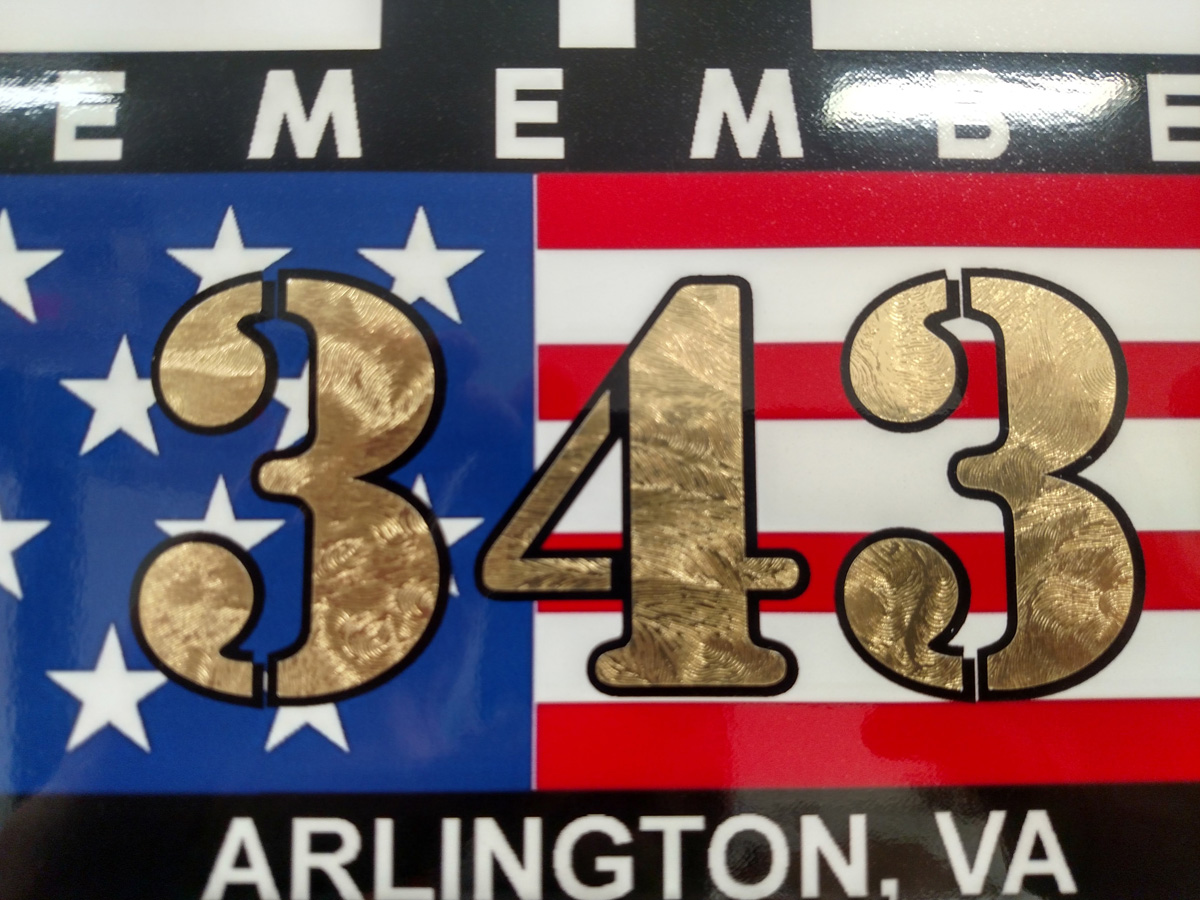 EMEMBE
343
ARLINGTON, VA